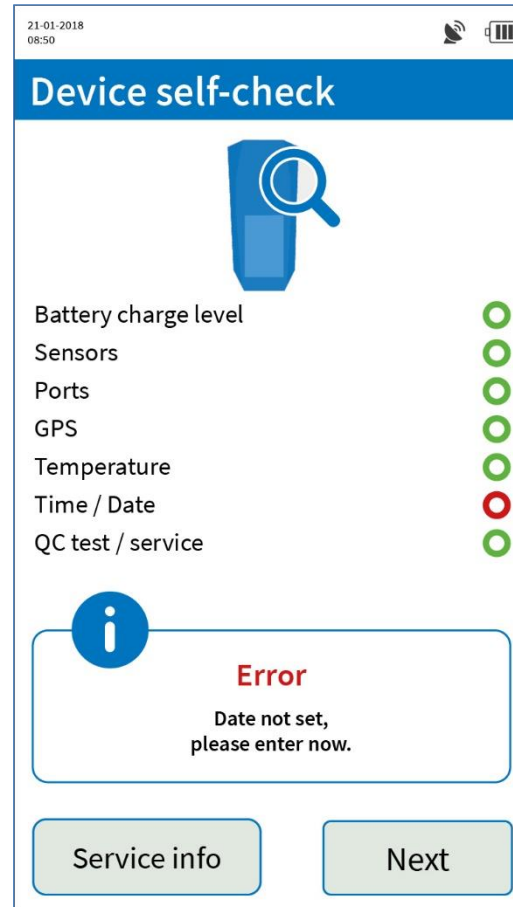 21-01-2018
08:50
Device self-check
Battery charge level
Sensors
Ports
GPS
Temperature
Time / Date
QC test / service
i
Error
Date not set,
please enter now.
Service info
Next